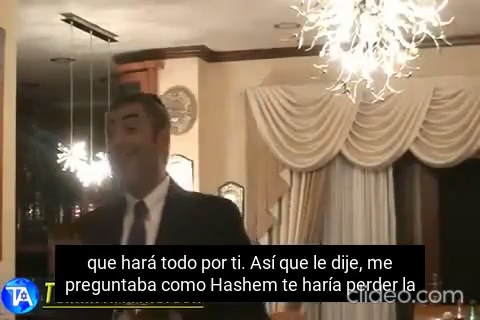 que hará todo por ti. Así que le dije, me
preguntaba como Hashem te haría perder la
clideo.com
TA